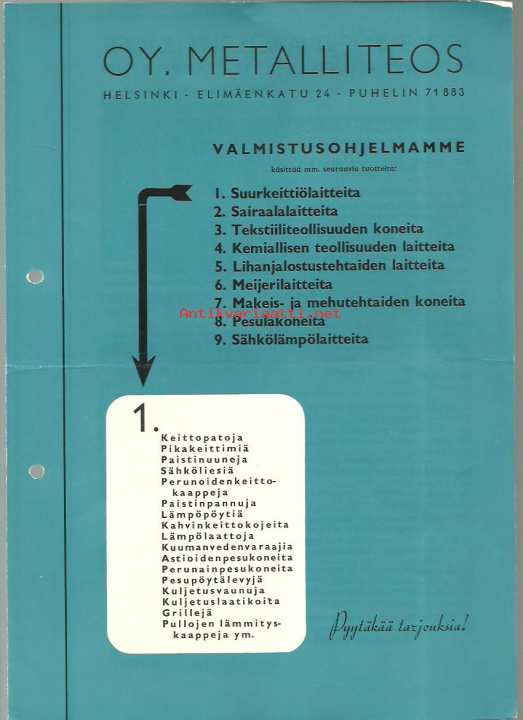 OY. METALLITEOS
HELSINKI - ELIMÄENKATU 24 - PUHELIN 71 883
VALMISTUSOHJELMAMME
käsittää mm. seuraavia tuotteita:
1. Suurkeittiölaitteita
2. Sairaalalaitteita
3. Tekstiiliteollisuuden koneita
4. Kemiallisen teollisuuden laitteita
5. Lihanjalostustehtaiden laitteita
6. Meijerilaitteita
7. Makeis- ja mehutehtaiden koneita
Antikvariaatti.net
8. Pesulakoneita
9. Sähkölämpölaitteita
1.
Keittopatoja
Pikakeittimiä
Paistinuuneja
Sähköliesiä
Perunoidenkeitto-
kaappeja
Paistinpannuja
Lämpöpöytiä
Kahvinkeittokojeita
Lämpölaattoja
Kuumanvedenvaraajia
Astioidenpesukoneita
Perunainpesukoneita
Pesupöytälevyjä
Kuljetusvaunuja
Kuljetuslaatikoita
Grillejä
Pullojen lämmitys-
kaappeja ym.
Pyytäkää tarjouksia!